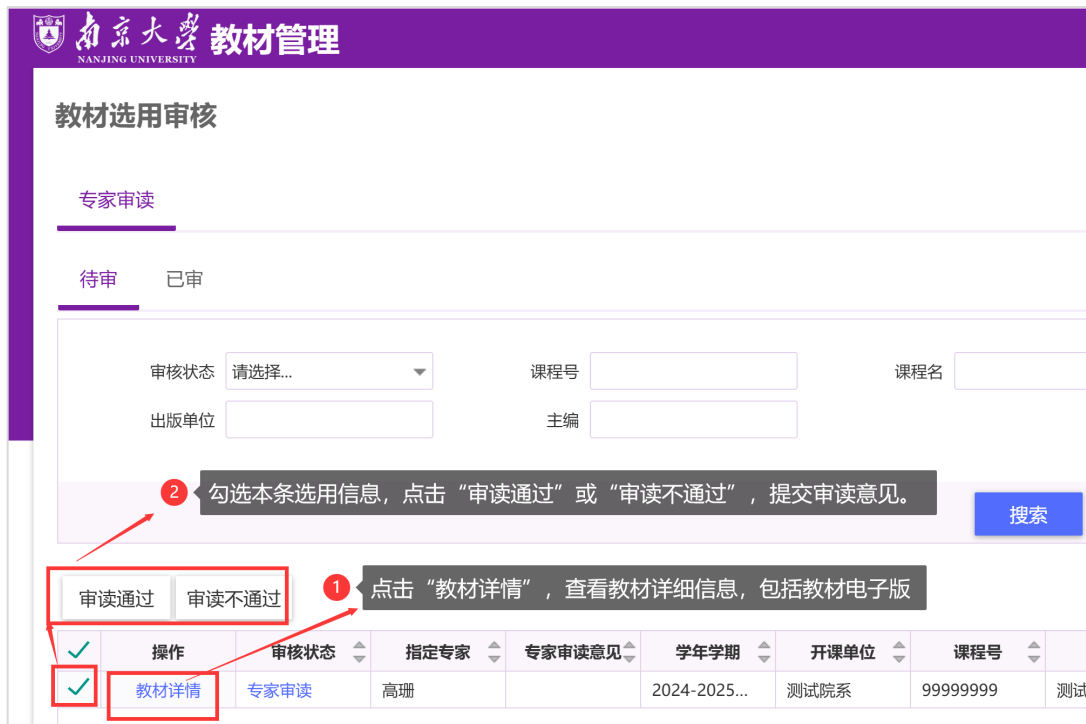 南京大学 教材管理
NANJING UNIVERSITY
教材选用审核
专家审读
待审 已审
审核状态 请选择... 课程号 课程名
出版单位 主编
2 勾选本条选用信息，点击“审读通过”或“审读不通过”，提交审读意见。
搜索
1 点击“教材详情”，查看教材详细信息，包括教材电子版
审读通过 审读不通过
操作 审核状态 指定专家 专家审读意见 学年学期 开课单位 课程号
教材详情 专家审读 高珊 2024-2025... 测试院系 99999999 测试